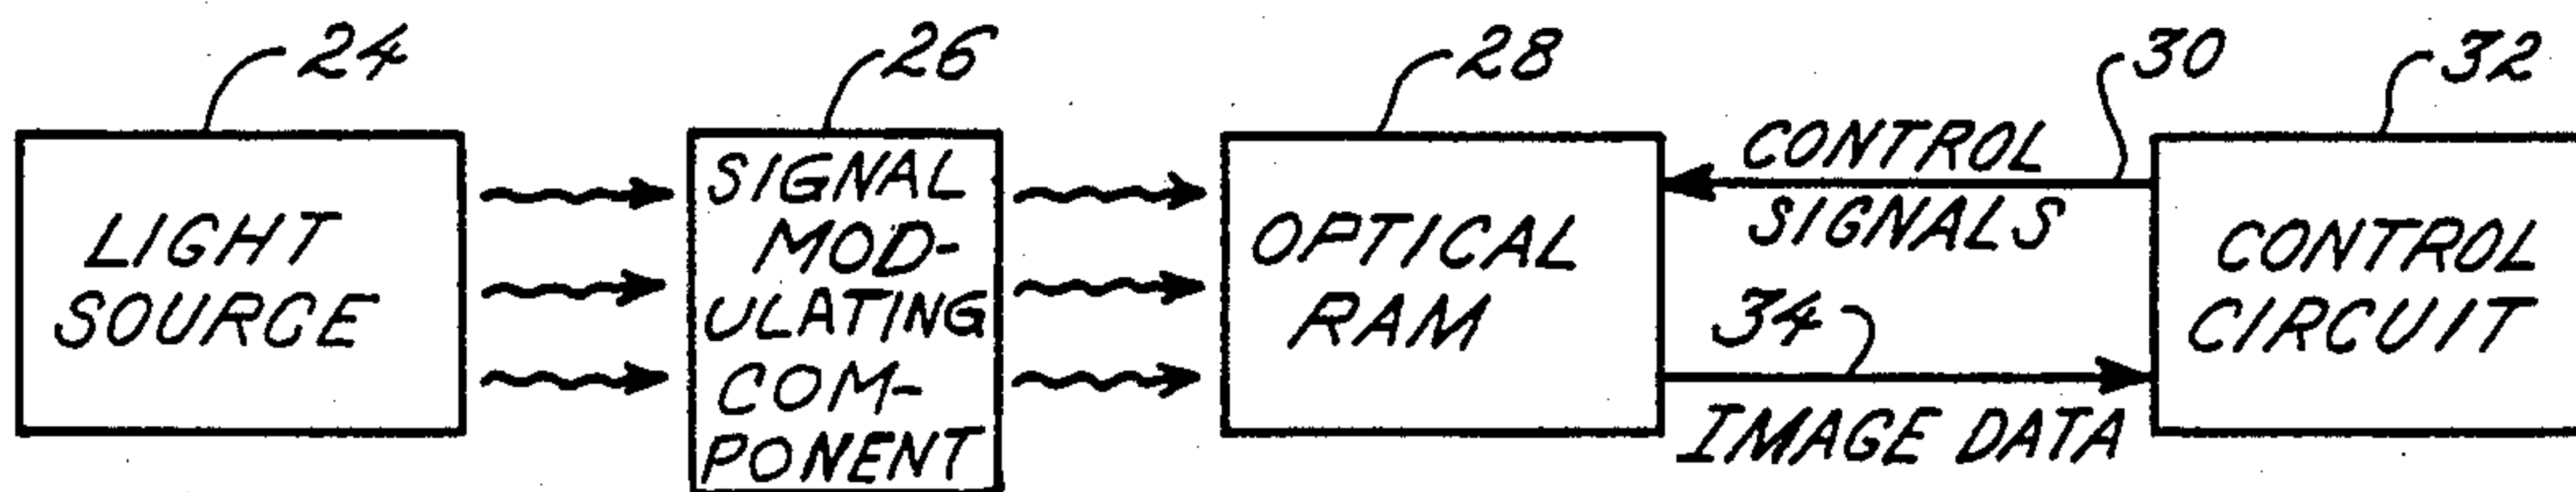 24
26
28
30
32
LIGHT
SOURCE
SIGNAL
MOD-
ULATING
COM-
PONENT
OPTICAL
RAM
CONTROL
SIGNALS
34
IMAGE DATA
CONTROL
CIRCUIT